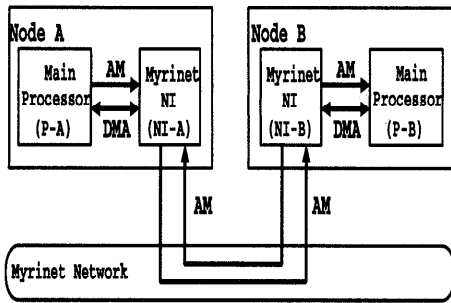 Node A
Main
Processor
(P-A)
AM
DMA
Myrinet
NI
(NI-A)
Node B
Myrinet
NI
(NI-B)
AM
DMA
Main
Processor
(P-B)
AM
AM
Myrinet Network